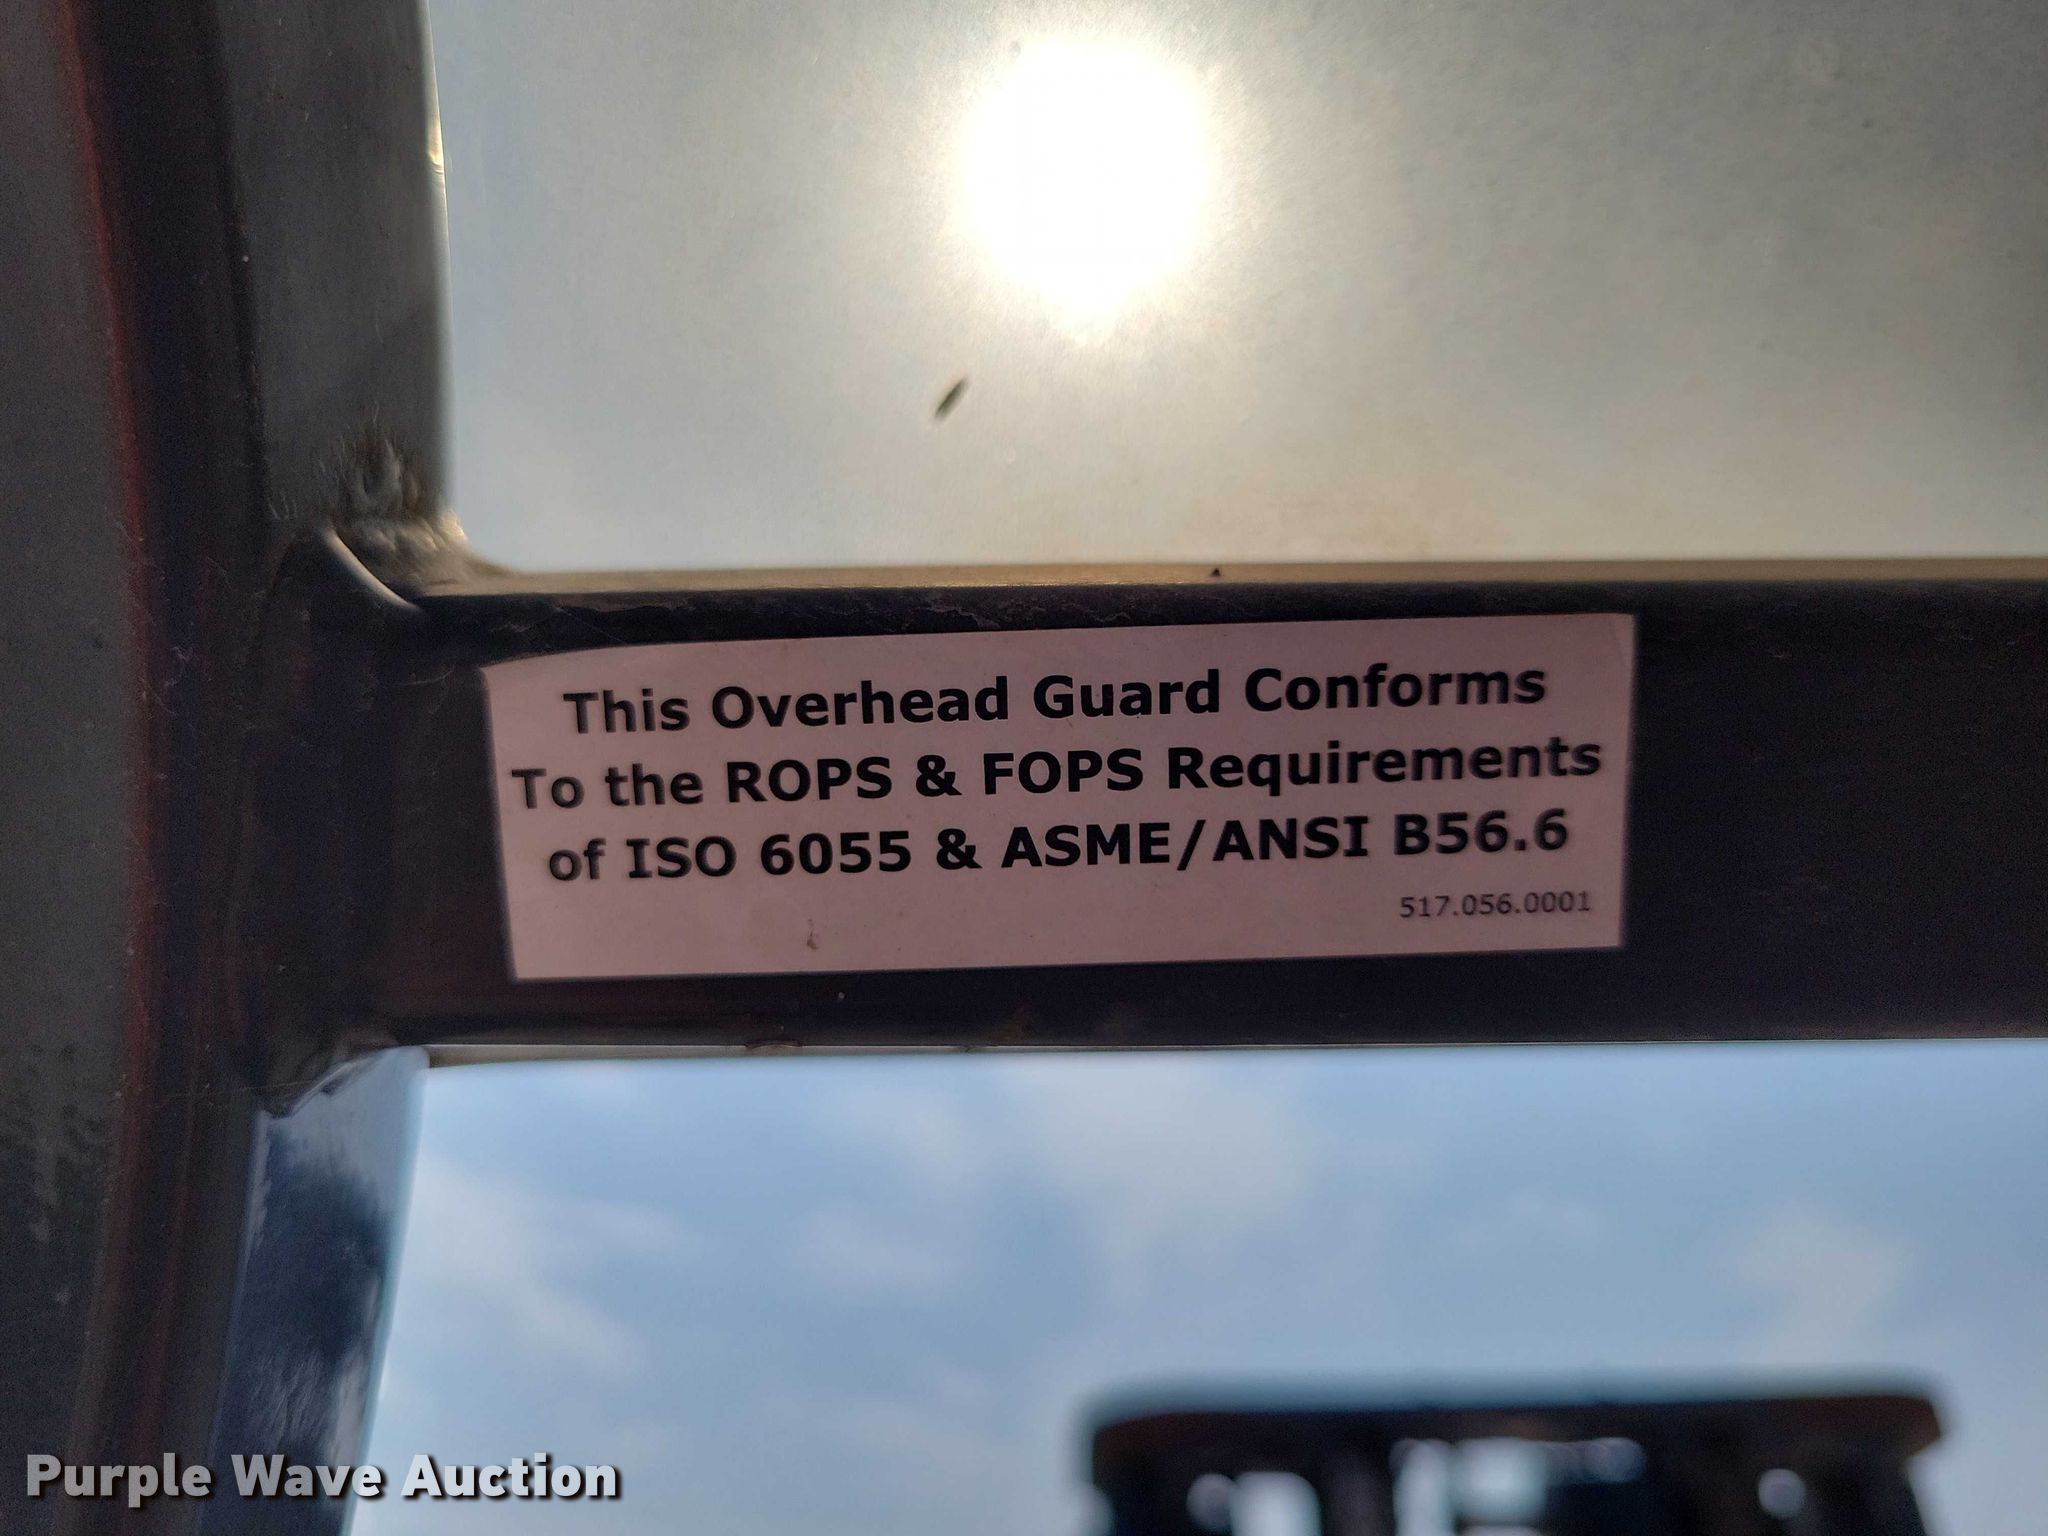 This Overhead Guard Conforms
To the ROPS & FOPS Requirements
of ISO 6055 & ASME/ANSI B56.6
517.056.0001
Purple Wave Auction